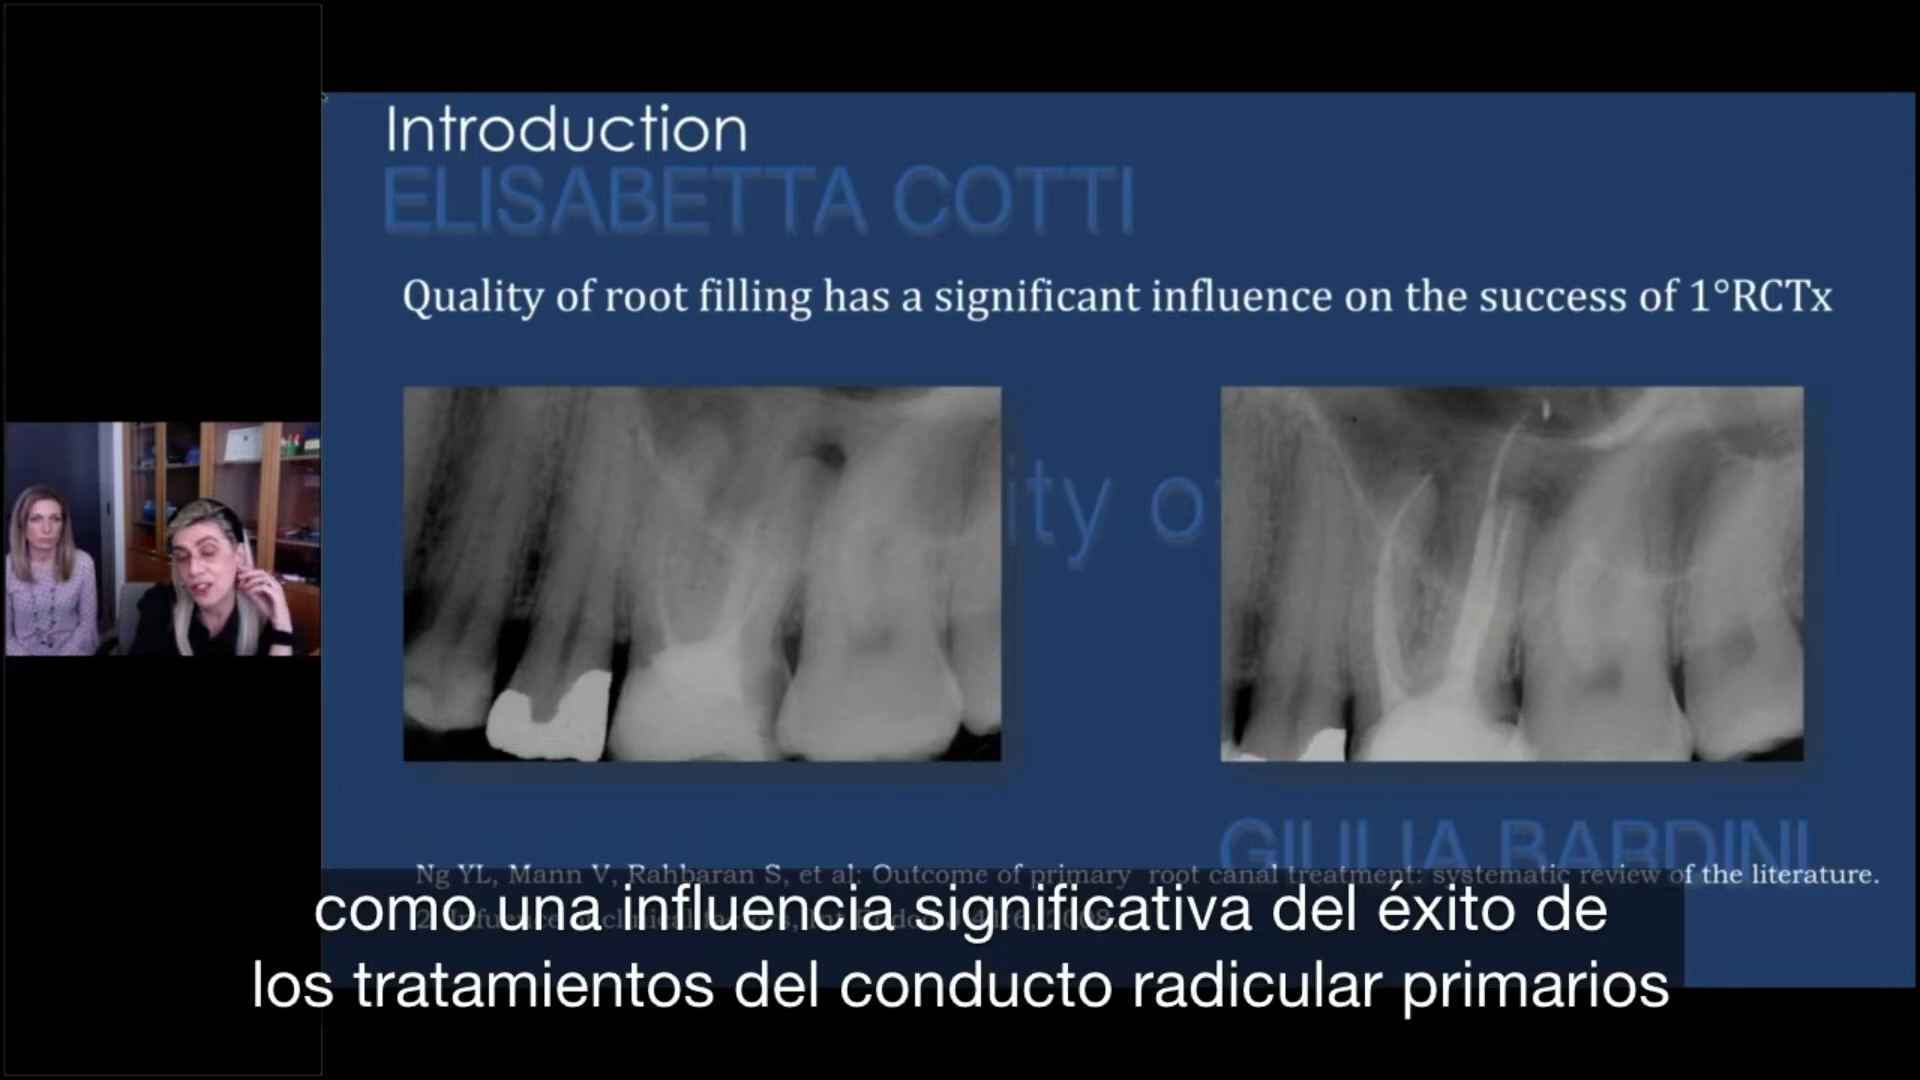 Introduction
ELISABETTA COTTI
Quality of root filling has a significant influence on the success of 1°RCTx
ity o
GIULIA BARDINI
Ng YL, Mann V, Rahbaran S, et al: Outcome of primary root canal treatment: systematic review of the literature.
como una influencia significativa del éxito de
los tratamientos del conducto radicular primarios